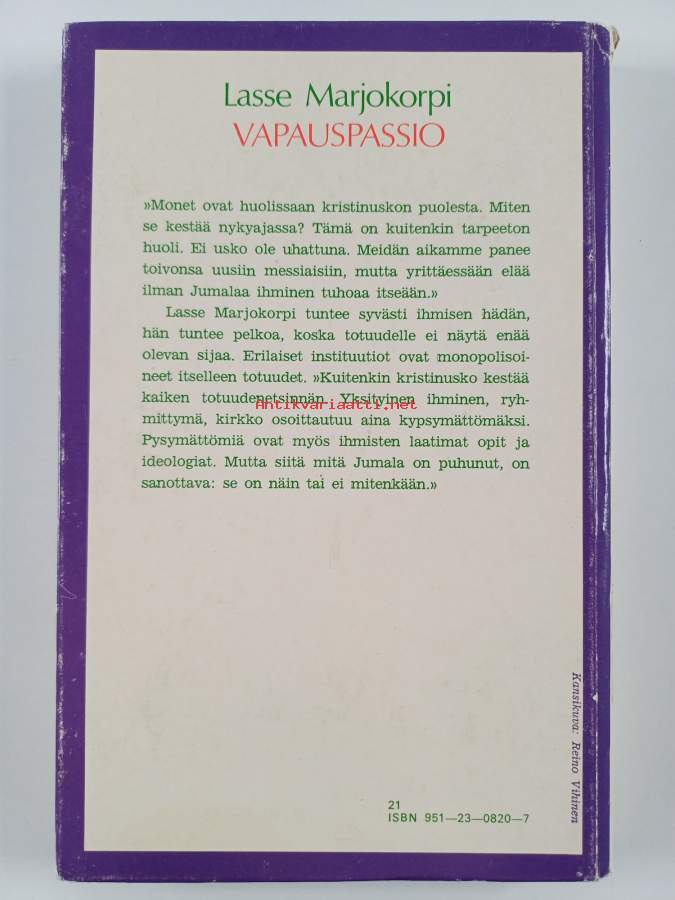 Lasse Marjokorpi
VAPAUSPASSIO
»Monet ovat huolissaan kristinuskon puolesta. Miten
se kestää nykyajassa? Tämä on kuitenkin tarpeeton
huoli. Ei usko ole uhattuna. Meidän aikamme panee
toivonsa uusiin messiaisiin, mutta yrittäessään elää
ilman Jumalaa ihminen tuhoaa itseään.»
Lasse Marjokorpi tuntee syvästi ihmisen hädän,
hän tuntee pelkoa, koska totuudelle ei näytä enää
olevan sijaa. Erilaiset instituutiot ovat monopolisoi-
neet itselleen totuudet. »Kuitenkin kristinusko kestää
kaiken totuudenetsinnän. Yksityinen ihminen, ryh-
Antikvariaatti.net
mittymä, kirkko osoittautuu aina kypsymättömäksi.
Pysymättömiä ovat myös ihmisten laatimat opit ja
ideologiat. Mutta siitä mitä Jumala on puhunut, on
sanottava: se on näin tai ei mitenkään.»
Kansikuva: Reino Vihinen
21
ISBN 951—23—0820—7